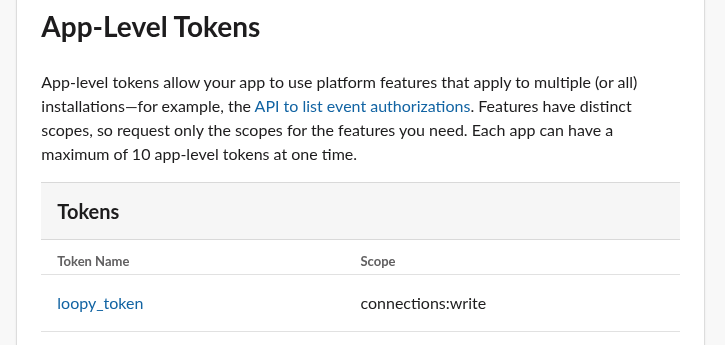 App-Level Tokens
App-level tokens allow your app to use platform features that apply to multiple (or all)
installations—for example, the API to list event authorizations. Features have distinct
scopes, so request only the scopes for the features you need. Each app can have a
maximum of 10 app-level tokens at one time.
Tokens
Token Name Scope
loopy_token connections:write